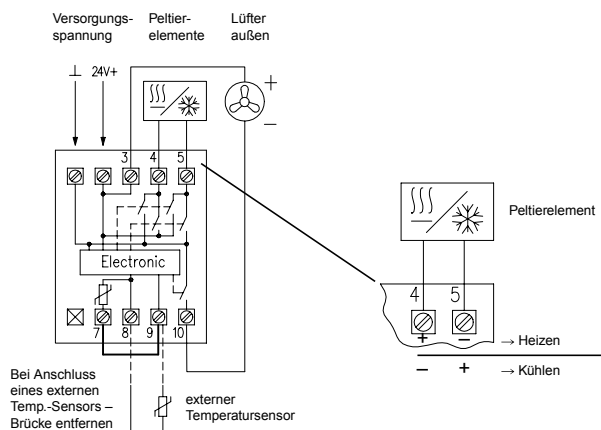 Versorgungs-
spannung
Peltier-
elemente
Lüfter
außen
⊥ 24V+
+
–
3 4 5
Electronic
7 8 9 10
Bei Anschluss
eines externen
Temp.-Sensors –
Brücke entfernen
externer
Temperatursensor
Peltierelement
4 5
+ – → Heizen
– + → Kühlen